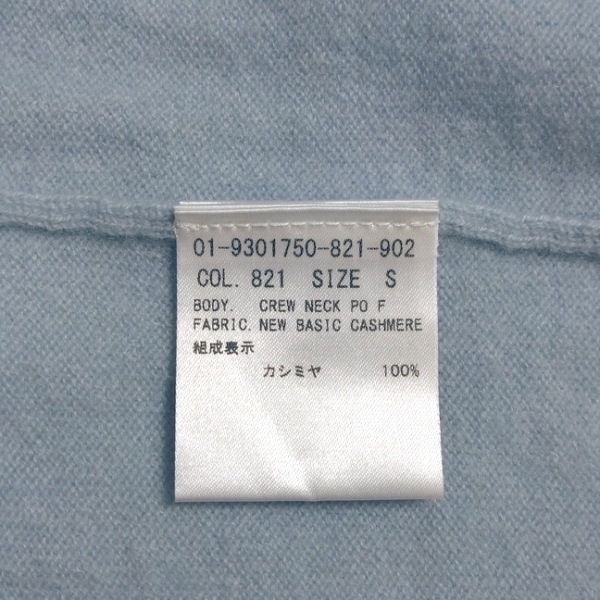 01-9301750-821-902
COL. 821 SIZE S
BODY. CREW NECK PO F
FABRIC. NEW BASIC CASHMERE
組成表示
カシミヤ 100%